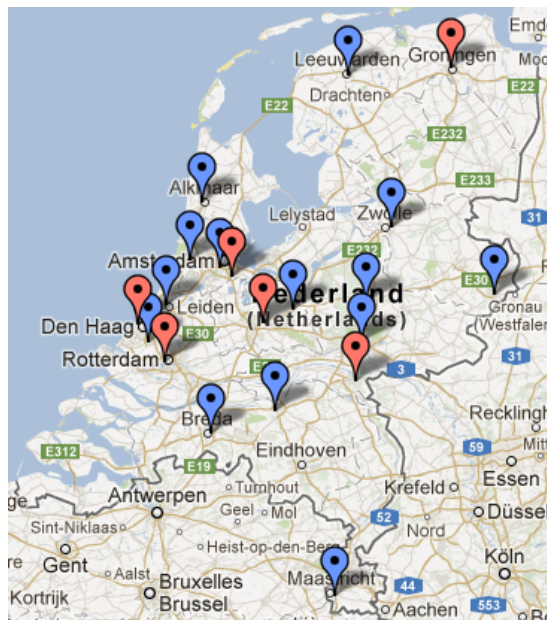 Emd
Leeuwarden
Groningen
Moo
Drachten
E22
E22
E232
E233
Alkmaar
Lelystad
Zwolle
31
Amsterdam
E232
E30
Leiden
Nederland
(Netherlands)
Gronau
(Westfalen
Den Haag
E30
Rotterdam
31
3
Breda
Recklingh
E312
E19
Eindhoven
59
Essen
Antwerpen
Turnhout
Krefeld
Düssel
Geel
Mol
52
Nord
Sint-Niklaas
Heist-op-den-Berg
Gent
Aalst
Köln
Maastricht
44
Kortrijk
Bruxelles
Brussel
Aachen
553